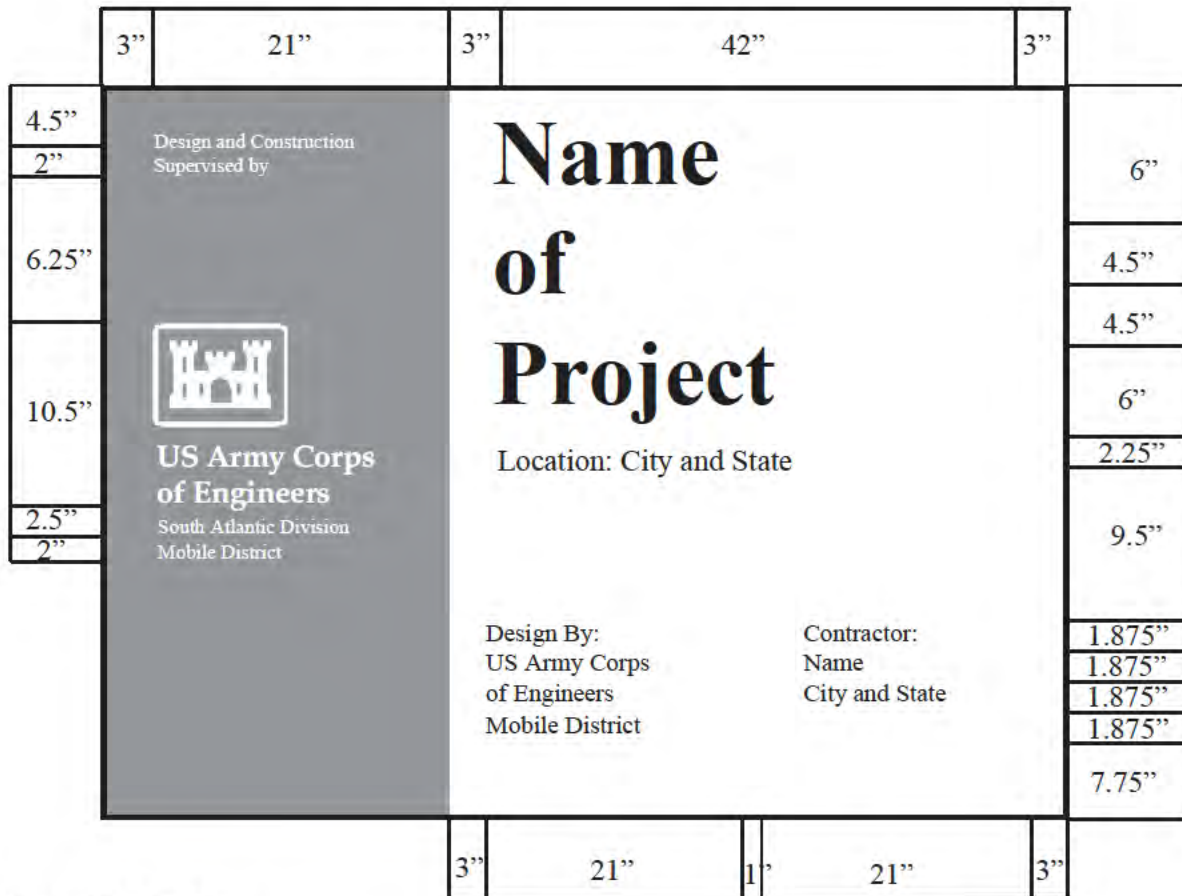 3” 21” 3” 42” 3”
4.5”
2”
6.25”
10.5”
2.5”
2”
Design and Construction
Supervised by
US Army Corps
of Engineers
South Atlantic Division
Mobile District
Name
of
Project
Location: City and State
Design By:
US Army Corps
of Engineers
Mobile District
Contractor:
Name
City and State
6”
4.5”
4.5”
6”
2.25”
9.5”
1.875”
1.875”
1.875”
1.875”
7.75”
3” 21” 1” 21” 3”